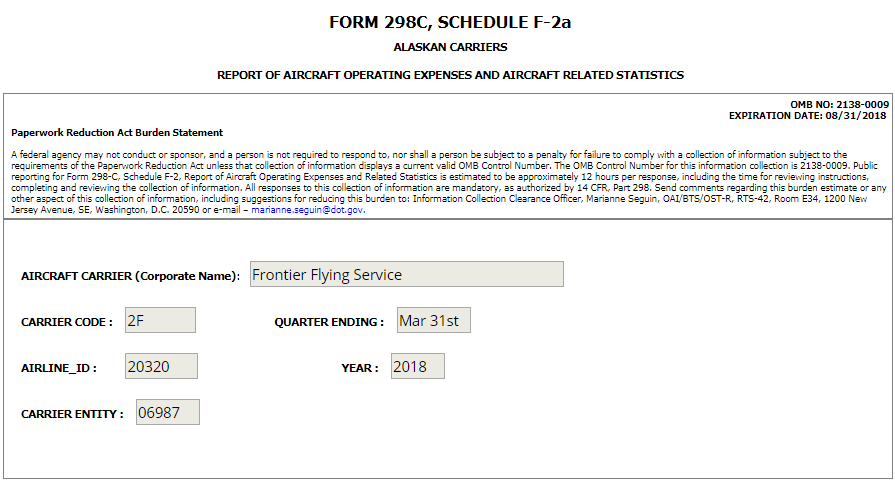 FORM 298C, SCHEDULE F-2a
ALASKAN CARRIERS
REPORT OF AIRCRAFT OPERATING EXPENSES AND AIRCRAFT RELATED STATISTICS
OMB NO: 2138-0009
EXPIRATION DATE: 08/31/2018
Paperwork Reduction Act Burden Statement
A federal agency may not conduct or sponsor, and a person is not required to respond to, nor shall a person be subject to a penalty for failure to comply with a collection of information subject to the
requirements of the Paperwork Reduction Act unless that collection of information displays a current valid OMB Control Number. The OMB Control Number for this information collection is 2138-0009. Public
reporting for Form 298-C, Schedule F-2, Report of Aircraft Operating Expenses and Related Statistics is estimated to be approximately 12 hours per response, including the time for reviewing instructions,
completing and reviewing the collection of information. All responses to this collection of information are mandatory, as authorized by 14 CFR, Part 298. Send comments regarding this burden estimate or any
other aspect of this collection of information, including suggestions for reducing this burden to: Information Collection Clearance Officer, Marianne Seguin, OAI/BTS/OST-R, RTS-42, Room E34, 1200 New
Jersey Avenue, SE, Washington, D.C. 20590 or e-mail – marianne.seguin@dot.gov.
AIRCRAFT CARRIER (Corporate Name): Frontier Flying Service
CARRIER CODE : 2F QUARTER ENDING : Mar 31st
AIRLINE_ID : 20320 YEAR : 2018
CARRIER ENTITY : 06987